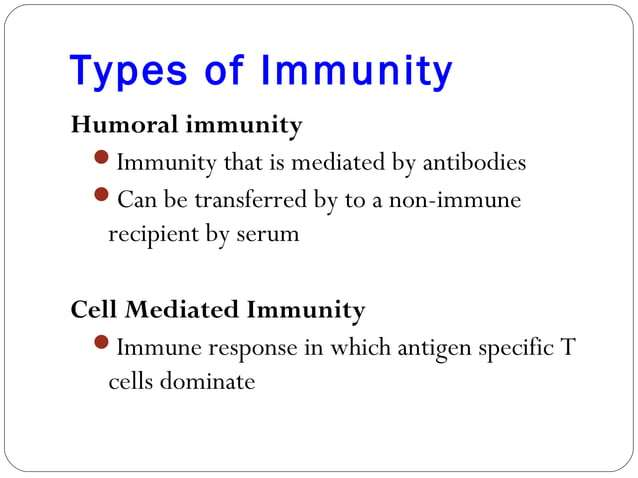 Types of Immunity
Humoral immunity
Immunity that is mediated by antibodies
Can be transferred by to a non-immune
recipient by serum
Cell Mediated Immunity
Immune response in which antigen specific T
cells dominate